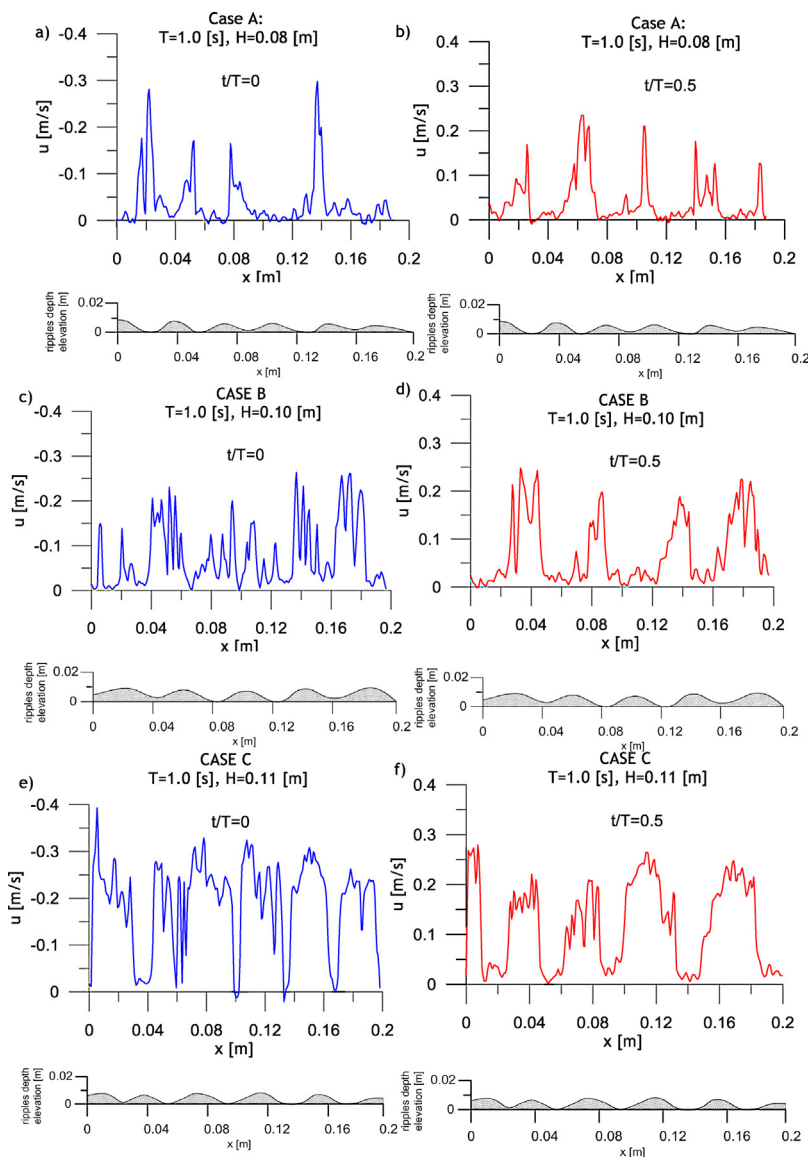 a)
Case A:
T=1.0 [s], H=0.08 [m]
t/T=0
u [m/s]
-0.4
-0.3
-0.2
-0.1
0
0 0.04 0.08 0.12 0.16 0.2
x [m]
ripples depth
elevation [m]
0.02
0
0 0.04 0.08 0.12 0.16 0.2
x [m]
b)
Case A:
T=1.0 [s], H=0.08 [m]
t/T=0.5
u [m/s]
0.4
0.3
0.2
0.1
0
0 0.04 0.08 0.12 0.16 0.2
x [m]
ripples depth
elevation [m]
0.02
0
0 0.04 0.08 0.12 0.16 0.2
x [m]
c)
CASE B
T=1.0 [s], H=0.10 [m]
t/T=0
u [m/s]
-0.4
-0.3
-0.2
-0.1
0
0 0.04 0.08 0.12 0.16 0.2
x [m]
ripples depth
elevation [m]
0.02
0
0 0.04 0.08 0.12 0.16 0.2
x [m]
d)
CASE B
T=1.0 [s], H=0.10 [m]
t/T=0.5
u [m/s]
0.4
0.3
0.2
0.1
0
0 0.04 0.08 0.12 0.16 0.2
x [m]
ripples depth
elevation [m]
0.02
0
0 0.04 0.08 0.12 0.16 0.2
x [m]
e)
CASE C
T=1.0 [s], H=0.11 [m]
t/T=0
u [m/s]
-0.4
-0.3
-0.2
-0.1
0
0 0.04 0.08 0.12 0.16 0.2
x [m]
ripples depth
elevation [m]
0.02
0
0 0.04 0.08 0.12 0.16 0.2
x [m]
f)
CASE C
T=1.0 [s], H=0.11 [m]
t/T=0.5
u [m/s]
0.4
0.3
0.2
0.1
0
0 0.04 0.08 0.12 0.16 0.2
x [m]
ripples depth
elevation [m]
0.02
0
0 0.04 0.08 0.12 0.16 0.2
x [m]